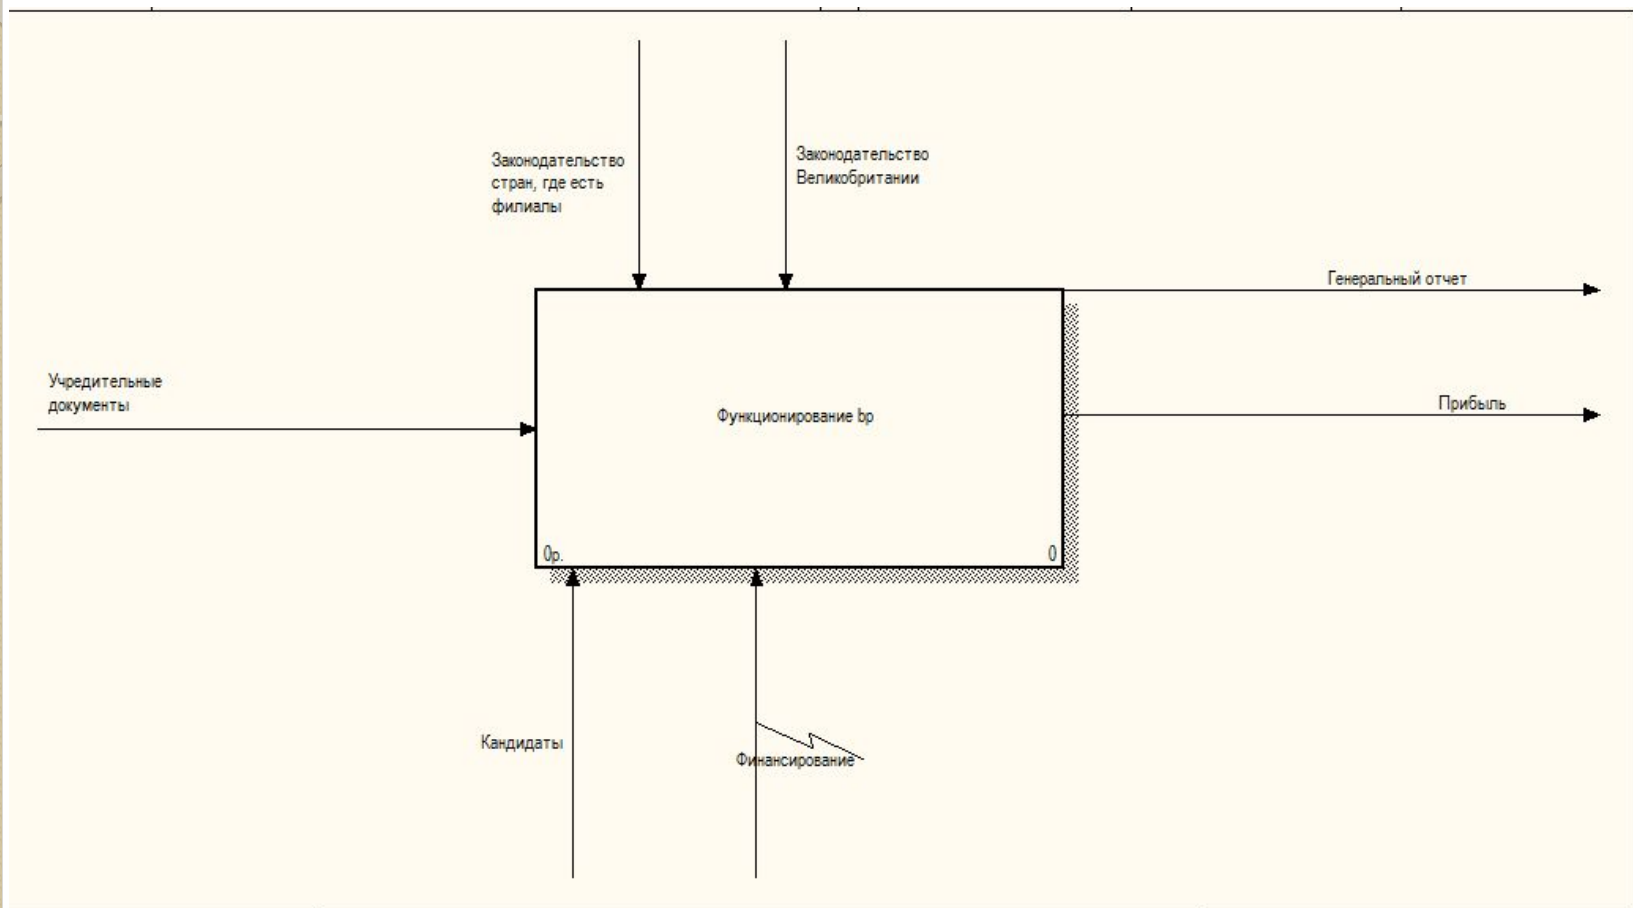 Законодательство
стран, где есть
филиалы
Законодательство
Великобритании
Генеральный отчет
Учредительные
документы
Функционирование bp
Прибыль
0р.
0
Кандидаты
Финансирование